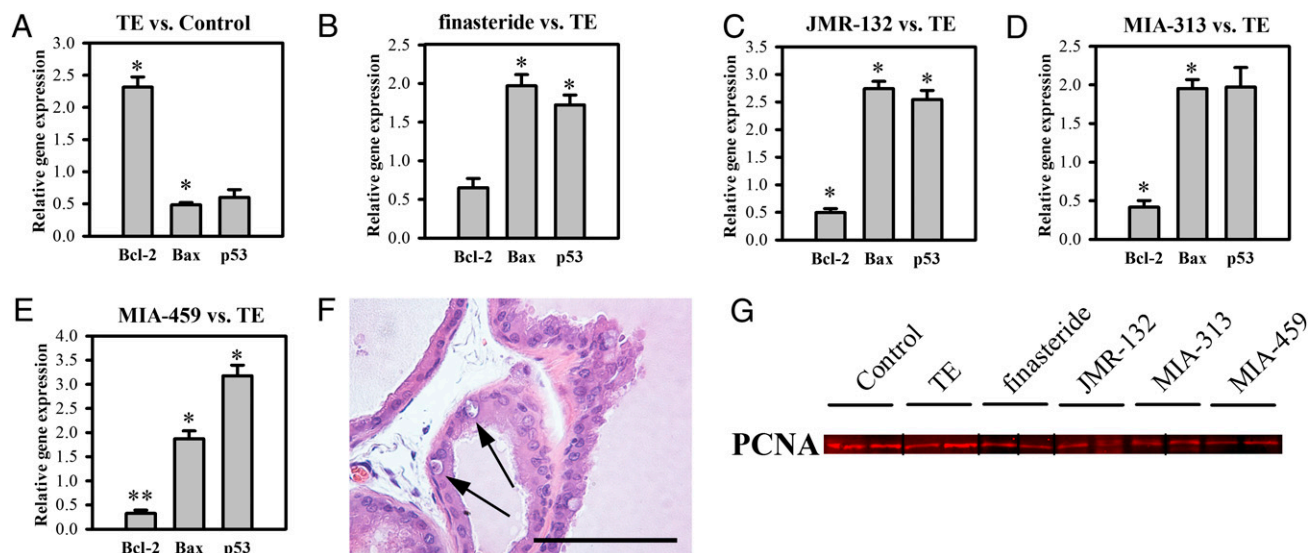 A
TE vs. Control
Relative gene expression
3.0
2.5
2.0
1.5
1.0
0.5
0.0
*
*
Bcl-2 Bax p53
B
finasteride vs. TE
Relative gene expression
2.5
2.0
1.5
1.0
0.5
0.0
*
*
Bcl-2 Bax p53
C
JMR-132 vs. TE
Relative gene expression
3.5
3.0
2.5
2.0
1.5
1.0
0.5
0.0
*
*
*
Bcl-2 Bax p53
D
MIA-313 vs. TE
Relative gene expression
2.5
2.0
1.5
1.0
0.5
0.0
*
*
Bcl-2 Bax p53
E
MIA-459 vs. TE
Relative gene expression
4.0
3.5
3.0
2.5
2.0
1.5
1.0
0.5
0.0
**
*
*
Bcl-2 Bax p53
F
G
Control
TE
finasteride
JMR-132
MIA-313
MIA-459
PCNA